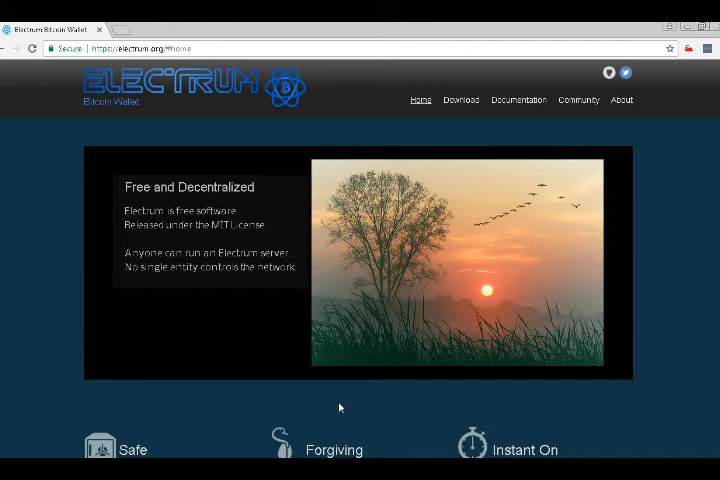 Electrum Bitcoin Wallet
Secure
https://electrum.org/#home
ELECTRUM
Bitcoin Wallet
Home
Download
Documentation
Community
About
Free and Decentralized
Electrum is free software.
Released under the MIT License.
Anyone can run an Electrum server.
No single entity controls the network.
Safe
Forgiving
Instant On